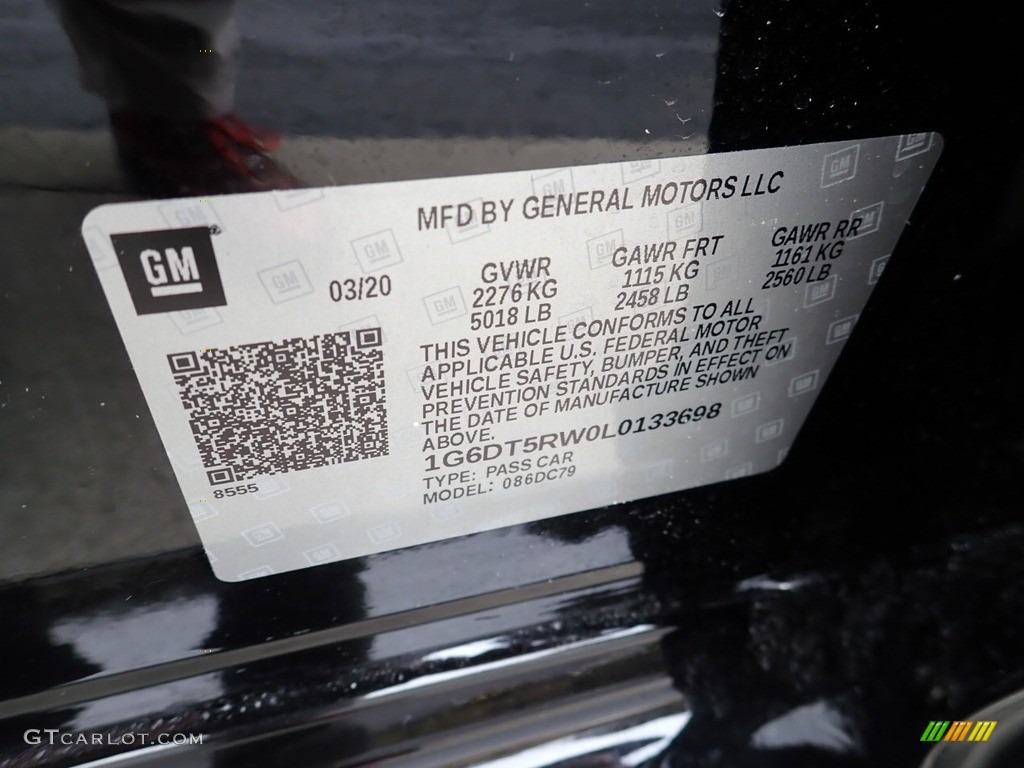 MFD BY GENERAL MOTORS LLC
GM
03/20
GVWR GAWR FRT GAWR RR
2276 KG 1115 KG 1161 KG
5018 LB 2458 LB 2560 LB
THIS VEHICLE CONFORMS TO ALL
APPLICABLE U.S. FEDERAL MOTOR
VEHICLE SAFETY, BUMPER, AND THEFT
PREVENTION STANDARDS IN EFFECT ON
THE DATE OF MANUFACTURE SHOWN
ABOVE.
1G6DT5RW0L0133698
TYPE: PASS CAR
MODEL: 086DC79
8555
GTCARLOT.COM